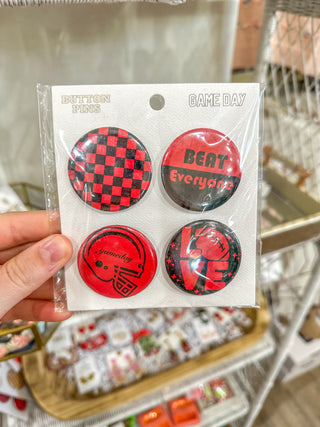 BUTTON
PINS
GAME DAY
BEAT
Everyone
gameday
LOVE